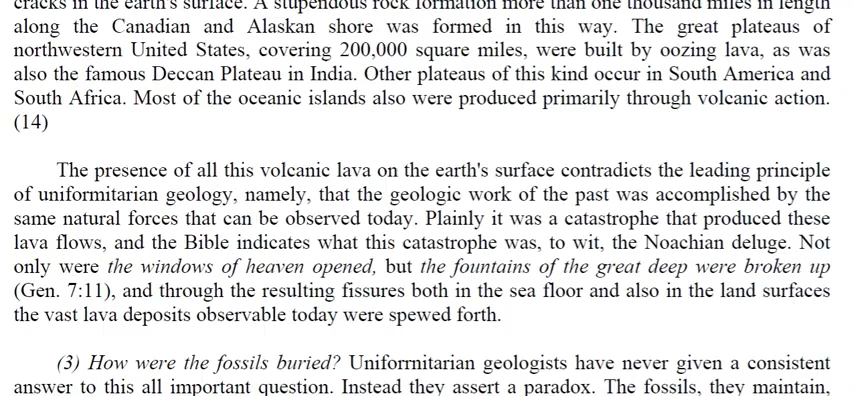 cracks in the earth's surface. A stupendous rock formation more than one thousand miles in length
along the Canadian and Alaskan shore was formed in this way. The great plateaus of
northwestern United States, covering 200,000 square miles, were built by oozing lava, as was
also the famous Deccan Plateau in India. Other plateaus of this kind occur in South America and
South Africa. Most of the oceanic islands also were produced primarily through volcanic action.
(14)
The presence of all this volcanic lava on the earth's surface contradicts the leading principle
of uniformitarian geology, namely, that the geologic work of the past was accomplished by the
same natural forces that can be observed today. Plainly it was a catastrophe that produced these
lava flows, and the Bible indicates what this catastrophe was, to wit, the Noachian deluge. Not
only were the windows of heaven opened, but the fountains of the great deep were broken up
(Gen. 7:11), and through the resulting fissures both in the sea floor and also in the land surfaces
the vast lava deposits observable today were spewed forth.
(3) How were the fossils buried? Uniforrnitarian geologists have never given a consistent
answer to this all important question. Instead they assert a paradox. The fossils, they maintain,